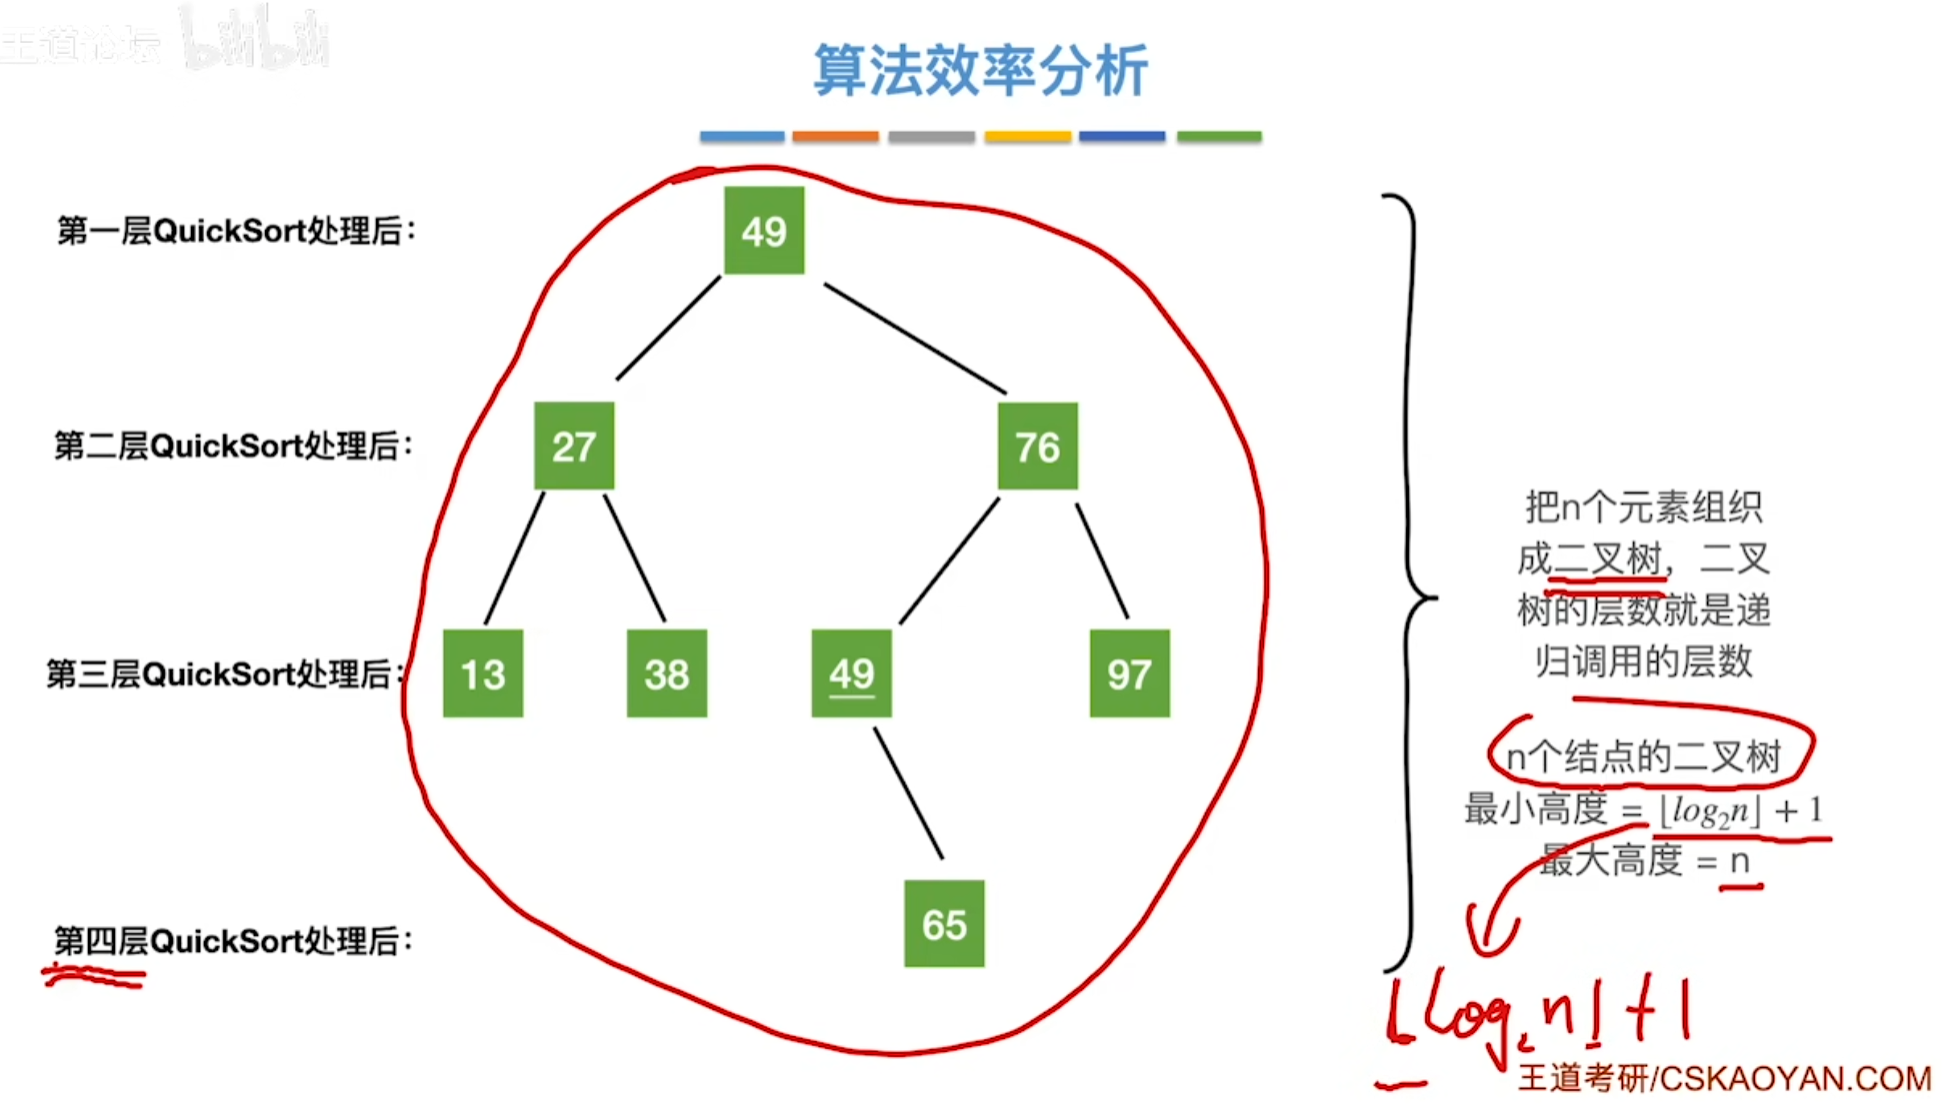 王道论坛 bilibili
算法效率分析
第一层QuickSort处理后：
49
第二层QuickSort处理后：
27 76
第三层QuickSort处理后：
13 38 49 97
第四层QuickSort处理后：
65
把n个元素组织
成二叉树，二叉
树的层数就是递
归调用的层数
n个结点的二叉树
最小高度 = ⌊log₂n⌋ + 1
最大高度 = n
⌊log₂n⌋ + 1
王道考研/CSKAOYAN.COM